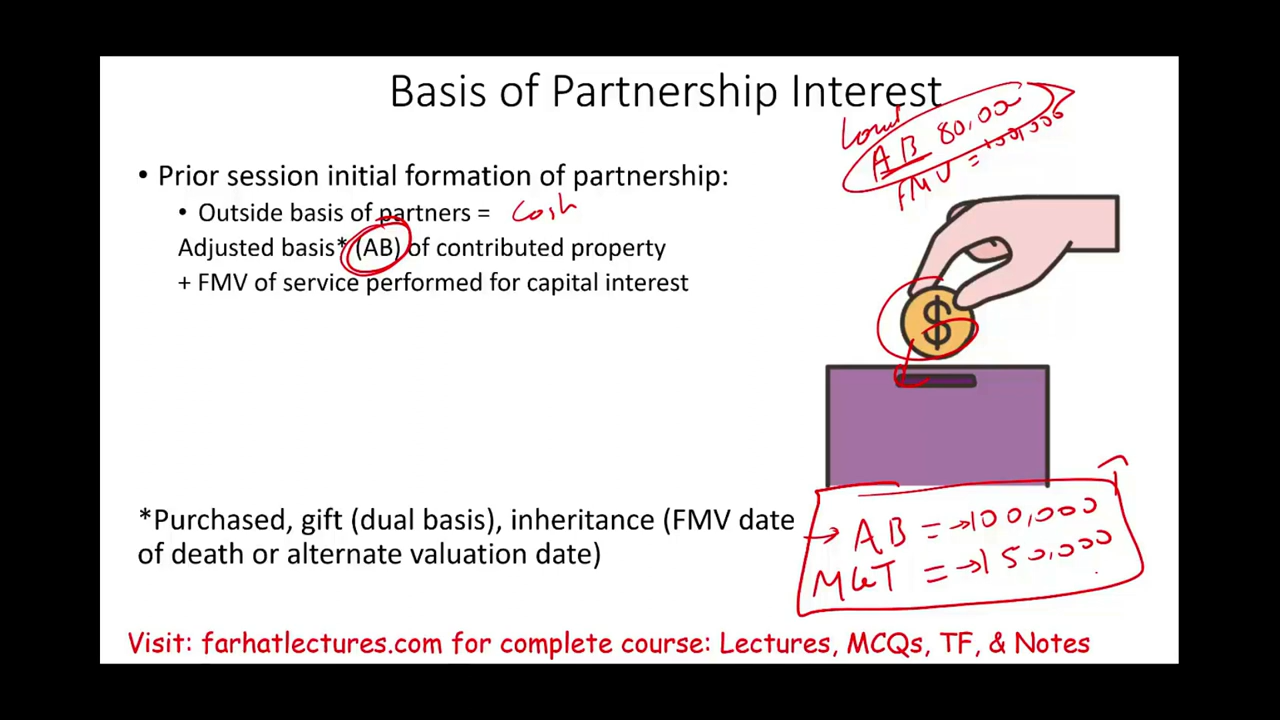 Basis of Partnership Interest
Land
AB 80,000
FMV = 100,000
• Prior session initial formation of partnership:
• Outside basis of partners = Cash
Adjusted basis* (AB) of contributed property
+ FMV of service performed for capital interest
$
*Purchased, gift (dual basis), inheritance (FMV date
of death or alternate valuation date)
→ AB = →100,000
MGT = →150,000
Visit: farhatlectures.com for complete course: Lectures, MCQs, TF, & Notes